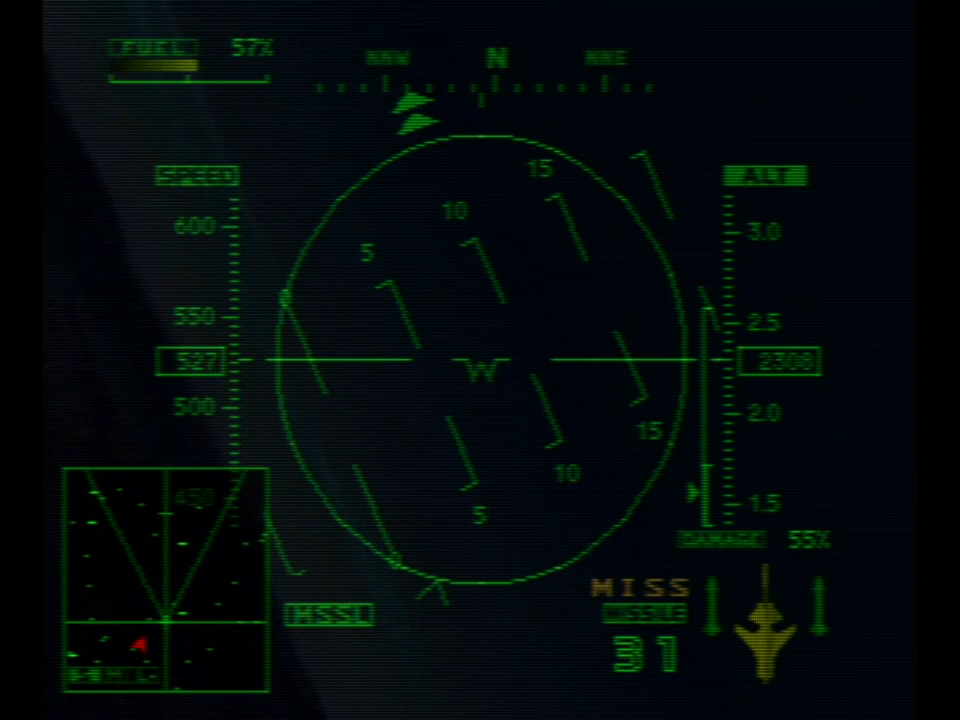 FUEL 57%
NNW N NNE
SPEED
ALT
600
550
527
500
450
3.0
2.5
2308
2.0
1.5
15
10
5
15
10
5
DAMAGE 55%
MISS
MISSILE
31
MSSL